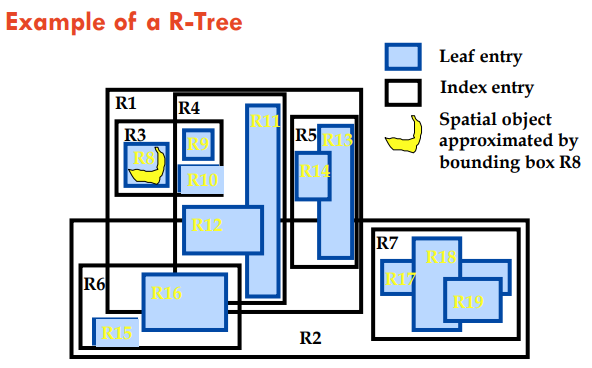 Example of a R-Tree
Leaf entry
Index entry
Spatial object
approximated by
bounding box R8
R1
R4
R11
R3
R5
R13
R8
R9
R14
R10
R12
R7
R18
R6
R17
R16
R19
R15
R2